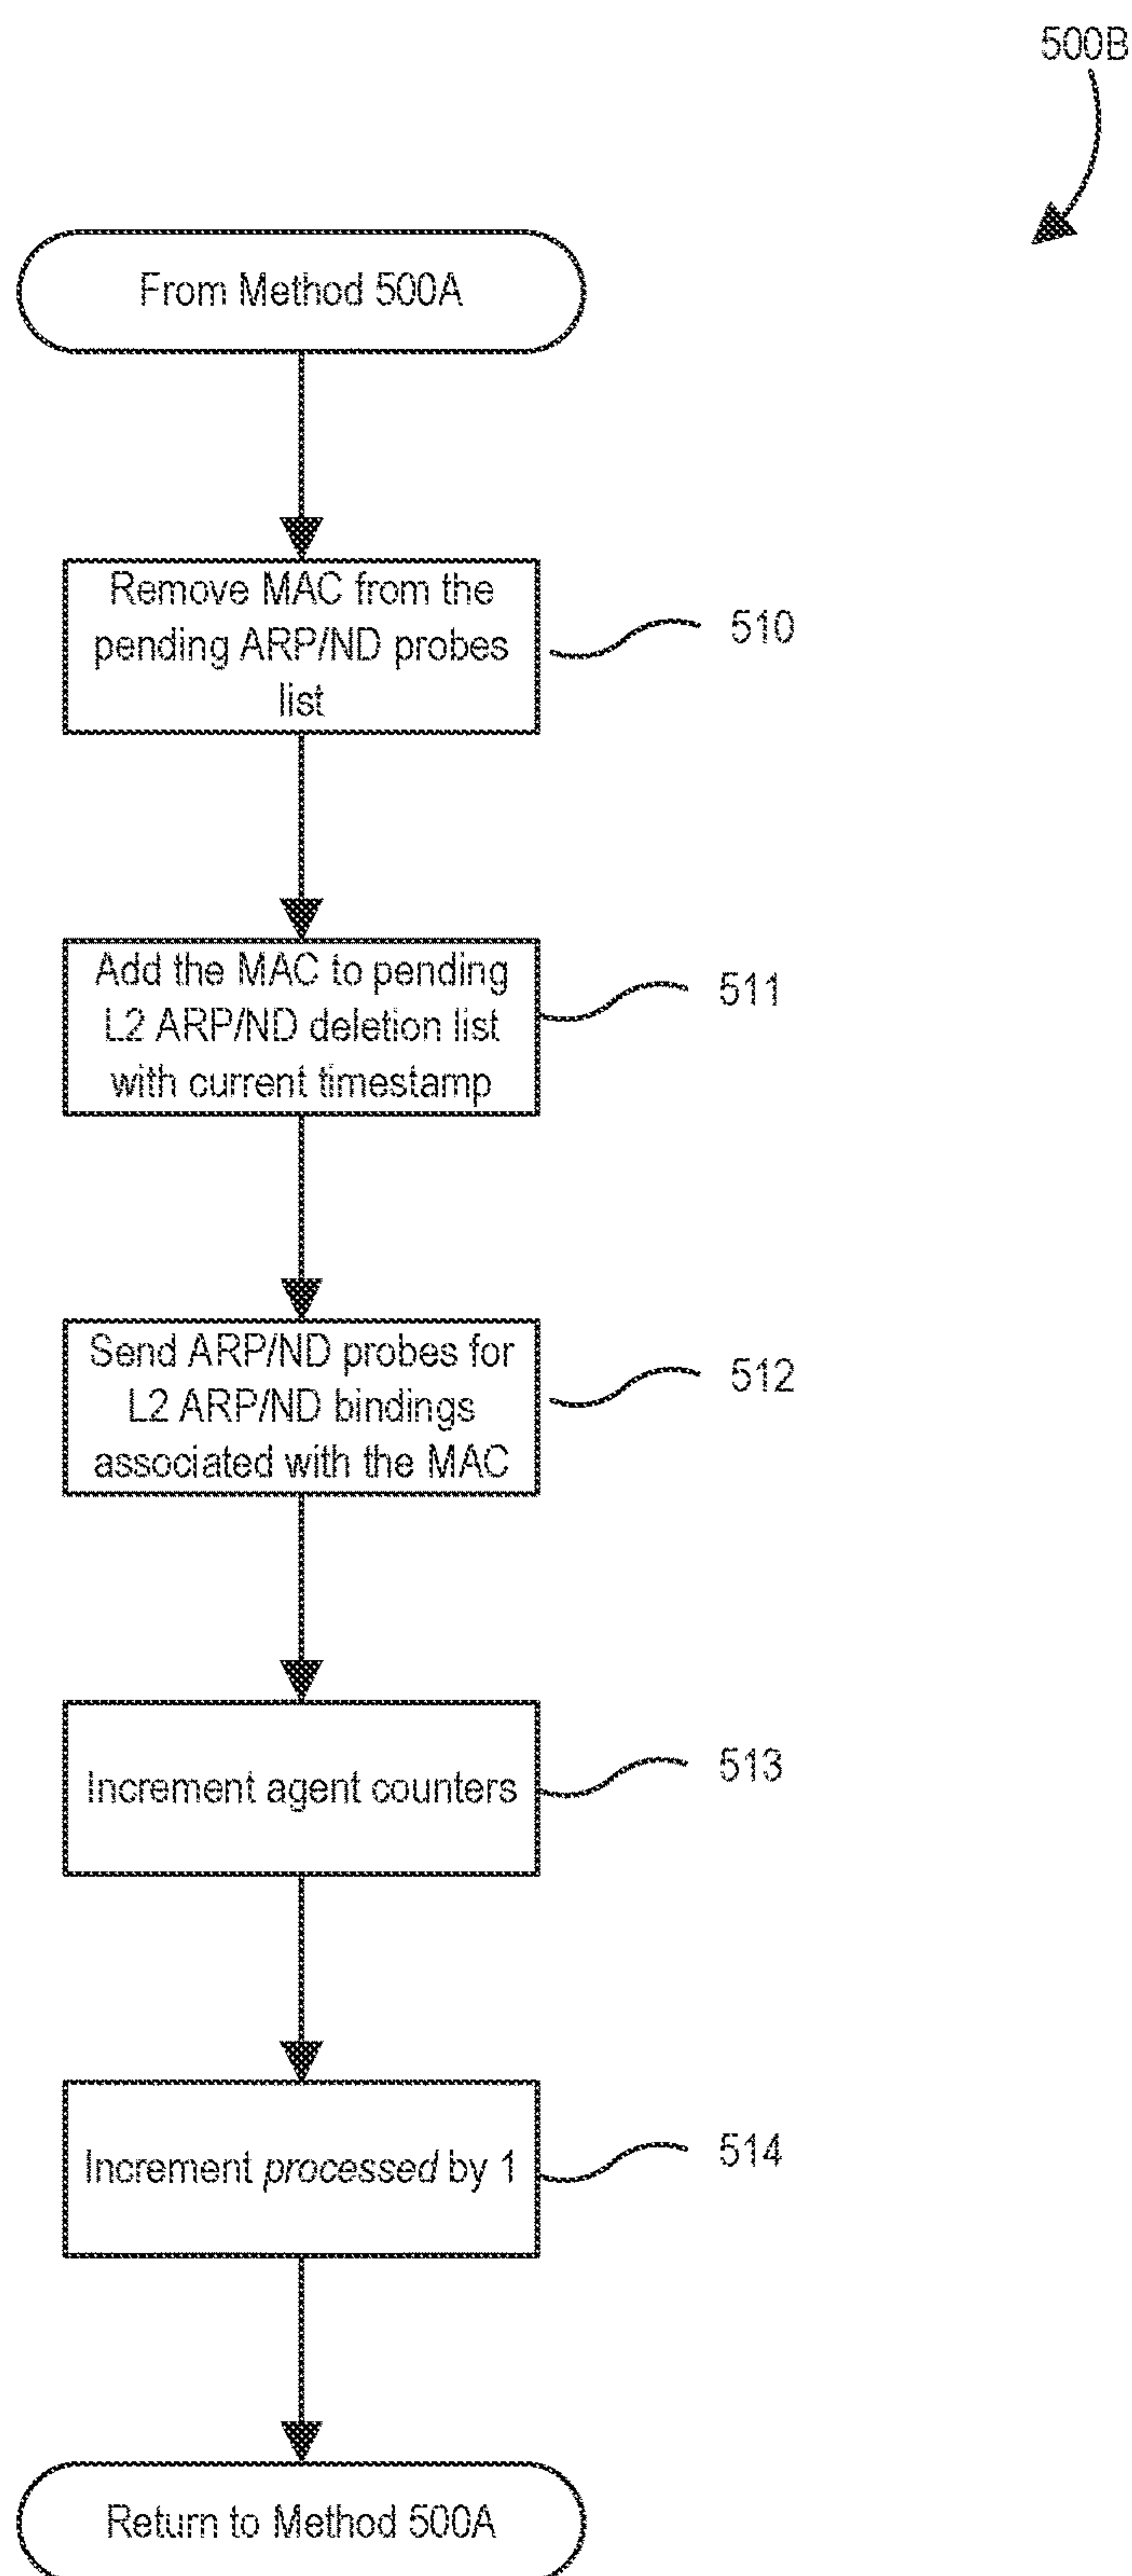 500B
From Method 500A
Remove MAC from the
pending ARP/ND probes
list
510
Add the MAC to pending
L2 ARP/ND deletion list
with current timestamp
511
Send ARP/ND probes for
L2 ARP/ND bindings
associated with the MAC
512
Increment agent counters
513
Increment processed by 1
514
Return to Method 500A